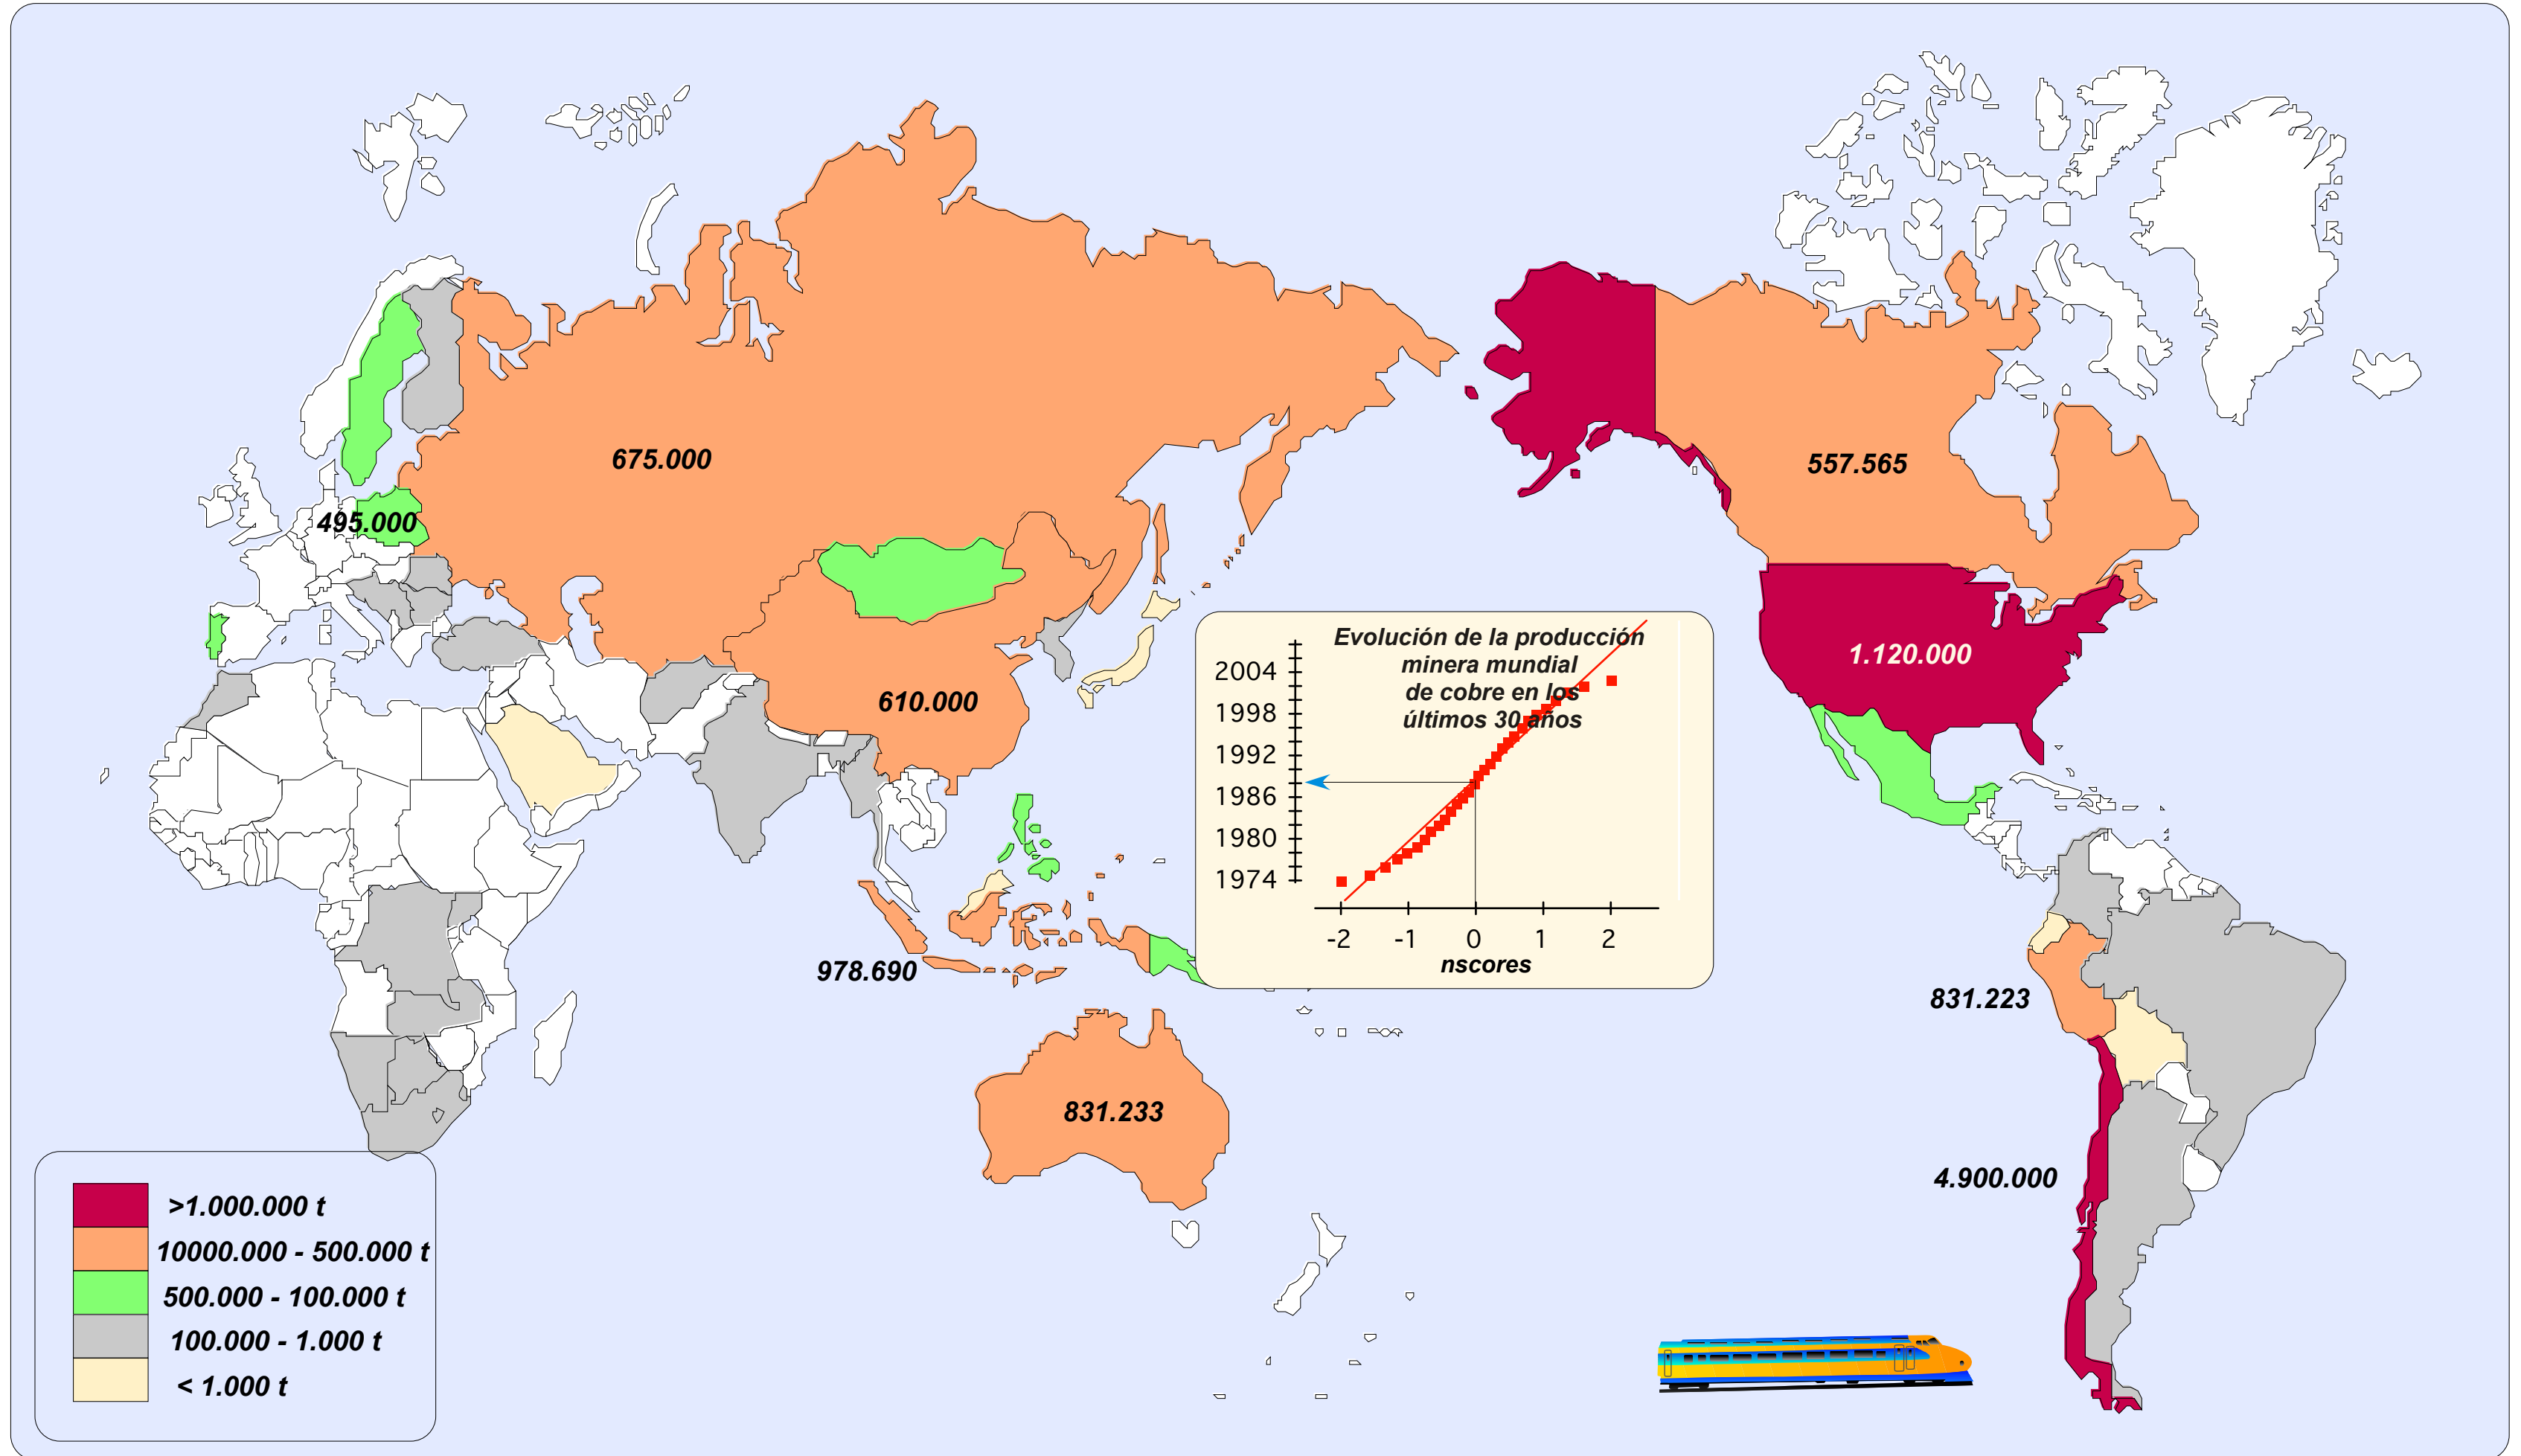 675.000
557.565
495.000
1.120.000
610.000
Evolución de la producción
minera mundial
de cobre en los
últimos 30 años
2004
1998
1992
1986
1980
1974
-2 -1 0 1 2
nscores
978.690
831.223
831.233
4.900.000
>1.000.000 t
10000.000 - 500.000 t
500.000 - 100.000 t
100.000 - 1.000 t
< 1.000 t